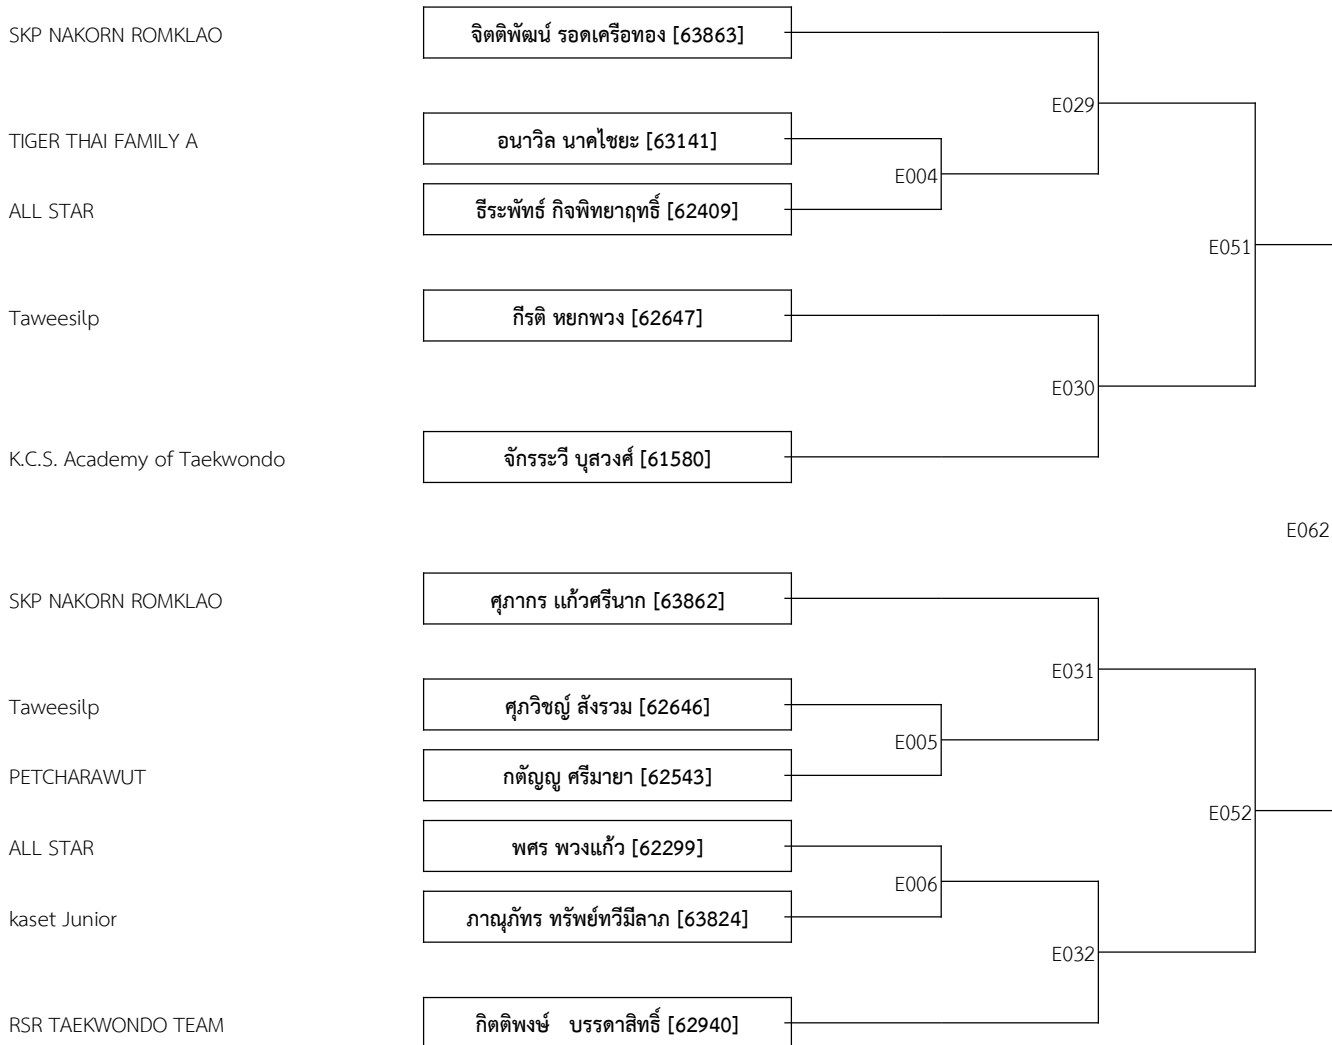 SKP NAKORN ROMKLAO
จิตติพัฒน์ รอดเครือทอง [63863]
E029
TIGER THAI FAMILY A
อนาวิล นาคไชยะ [63141]
E004
ALL STAR
ธีระพัทธ์ กิจพิทยาฤทธิ์ [62409]
E051
Taweesilp
กีรติ หยกพวง [62647]
E030
K.C.S. Academy of Taekwondo
จักรระวี บุสวงศ์ [61580]
E062
SKP NAKORN ROMKLAO
ศุภากร แก้วศรีนาก [63862]
E031
Taweesilp
ศุภวิชญ์ สังรวม [62646]
E005
PETCHARAWUT
กตัญญู ศรีมายา [62543]
E052
ALL STAR
พศร พวงแก้ว [62299]
E006
kaset Junior
ภาณุภัทร ทรัพย์ทวีมีลาภ [63824]
E032
RSR TAEKWONDO TEAM
กิตติพงษ์ บรรดาสิทธิ์ [62940]